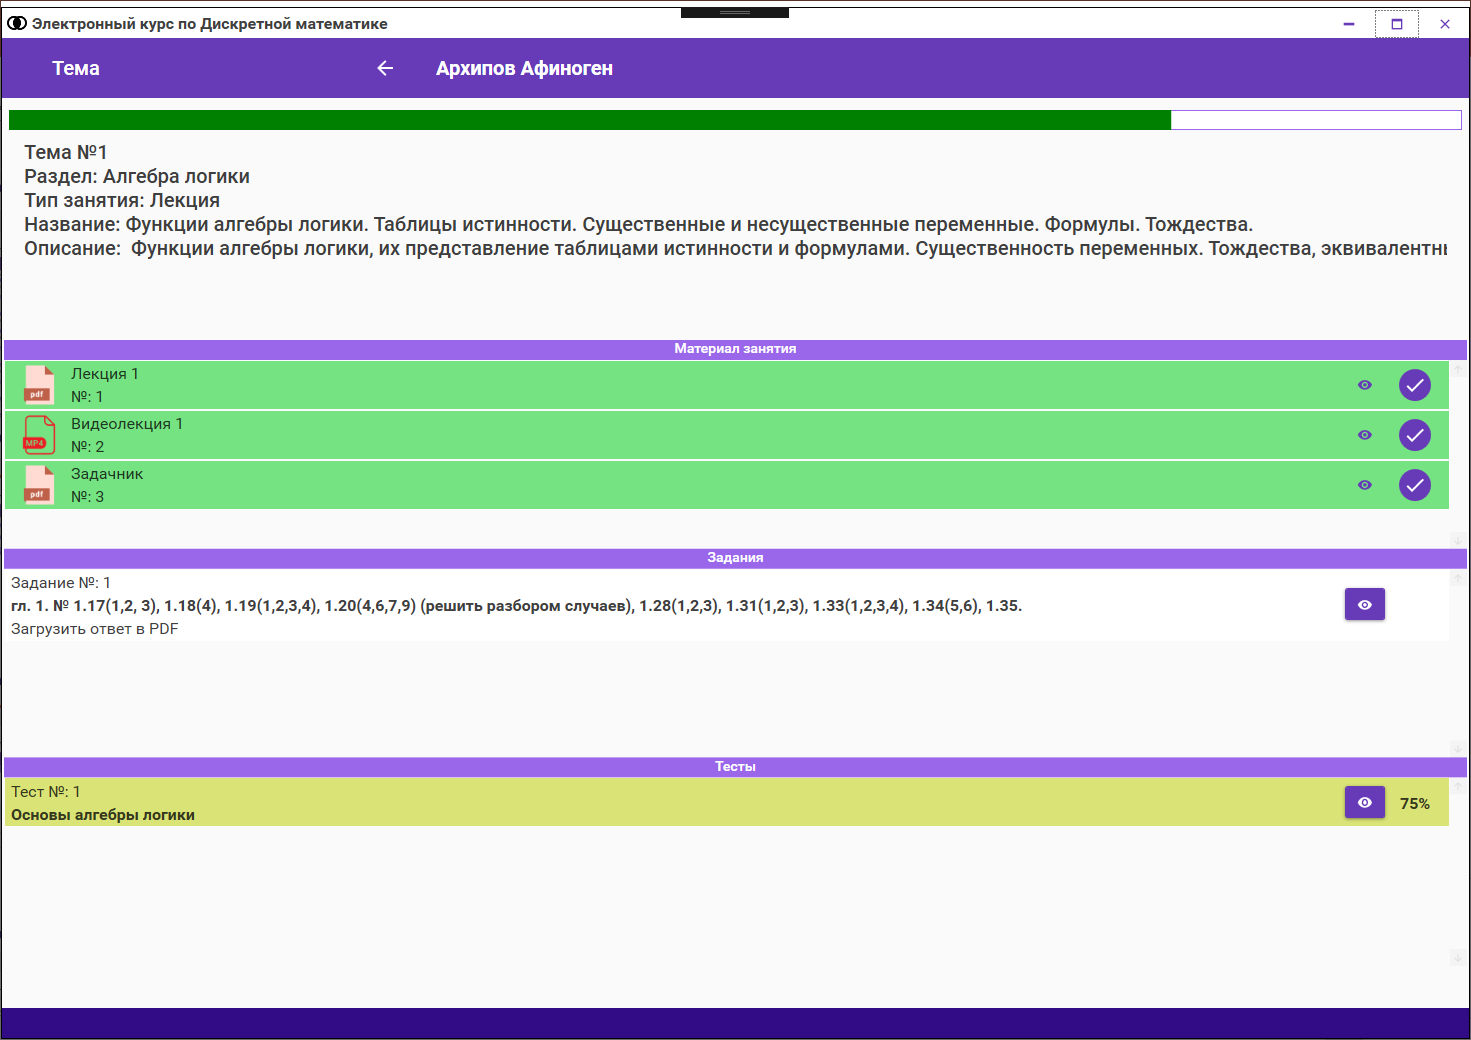 Электронный курс по Дискретной математике
Тема
Архипов Афиноген
Тема №1
Раздел: Алгебра логики
Тип занятия: Лекция
Название: Функции алгебры логики. Таблицы истинности. Существенные и несущественные переменные. Формулы. Тождества.
Описание:  Функции алгебры логики, их представление таблицами истинности и формулами. Существенность переменных. Тождества,
Материал занятия
pdf
Лекция 1
№: 1
MP4
Видеолекция 1
№: 2
pdf
Задачник
№: 3
Задания
Задание №: 1
гл. 1. № 1.17(1,2, 3), 1.18(4), 1.19(1,2,3,4), 1.20(4,6,7,9) (решить разбором случаев), 1.28(1,2,3), 1.31(1,2,3), 1.33(1,2,3,4), 1.34(5,6), 1.35.
Загрузить ответ в PDF
Тесты
Тест №: 1
Основы алгебры логики
75%